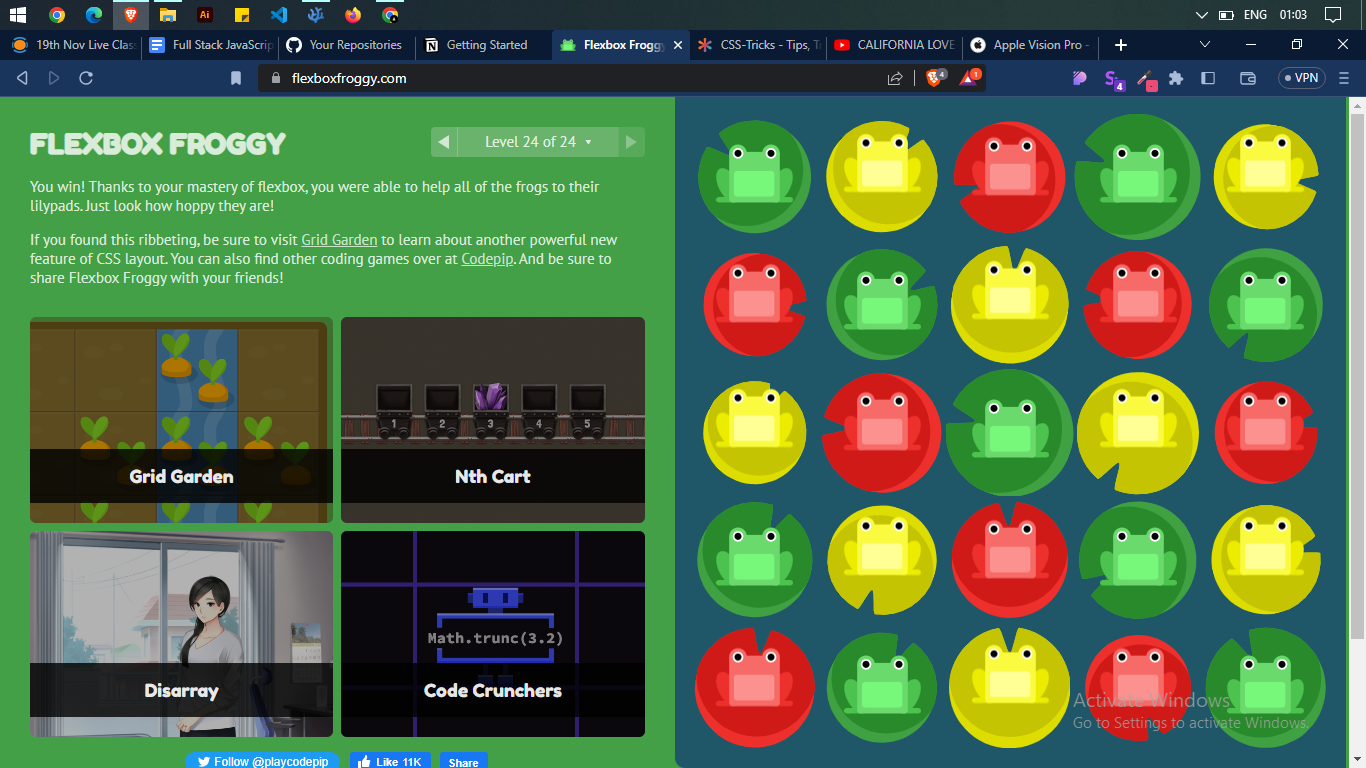 ENG 01:03
19th Nov Live Clas
Full Stack JavaScrip
Your Repositories
Getting Started
Flexbox Froggy
CSS-Tricks - Tips, Tr
CALIFORNIA LOVE
Apple Vision Pro -
flexboxfroggy.com
4
1
4
VPN
FLEXBOX FROGGY
Level 24 of 24
You win! Thanks to your mastery of flexbox, you were able to help all of the frogs to their
lilypads. Just look how hoppy they are!
If you found this ribbeting, be sure to visit Grid Garden to learn about another powerful new
feature of CSS layout. You can also find other coding games over at Codepip. And be sure to
share Flexbox Froggy with your friends!
Grid Garden
1 2 3 4 5
Nth Cart
Disarray
Math.trunc(3.2)
Code Crunchers
Follow @playcodepip
Like 11K
Share
Activate Windows
Go to Settings to activate Windows.